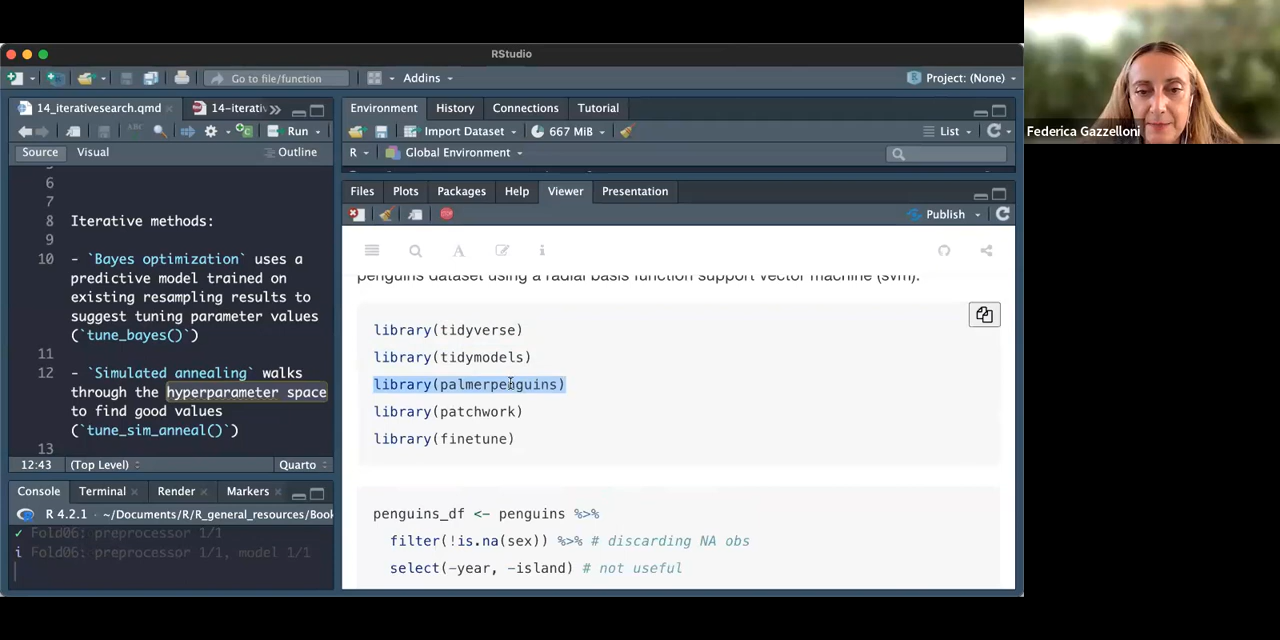 RStudio
Go to file/function
Addins
Project: (None)
14_iterativesearch.qmd
14-iterati
Run
Source
Visual
Outline
6
7
8 Iterative methods:
9
10 - `Bayes optimization` uses a
predictive model trained on
existing resampling results to
suggest tuning parameter values
(`tune_bayes()`)
11
12 - `Simulated annealing` walks
through the hyperparameter space
to find good values
(`tune_sim_anneal()`)
13
12:43 (Top Level) Quarto
Console Terminal Render Markers
R 4.2.1 · ~/Documents/R/R_general_resources/Book
✓ Fold06: preprocessor 1/1
i Fold06: preprocessor 1/1, model 1/1
Environment History Connections Tutorial
Import Dataset 667 MiB List
R Global Environment
Files Plots Packages Help Viewer Presentation
Publish
A
penguins dataset using a radial basis function support vector machine (svm).
library(tidyverse)
library(tidymodels)
library(palmerpenguins)
library(patchwork)
library(finetune)
penguins_df <- penguins %>%
filter(!is.na(sex)) %>% # discarding NA obs
select(-year, -island) # not useful
Federica Gazzelloni